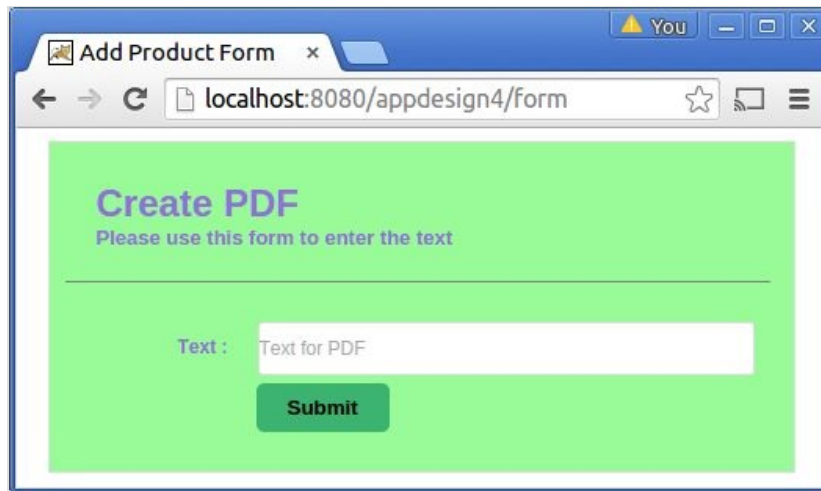 You
Add Product Form ×
localhost:8080/appdesign4/form
Create PDF
Please use this form to enter the text
Text :
Text for PDF
Submit